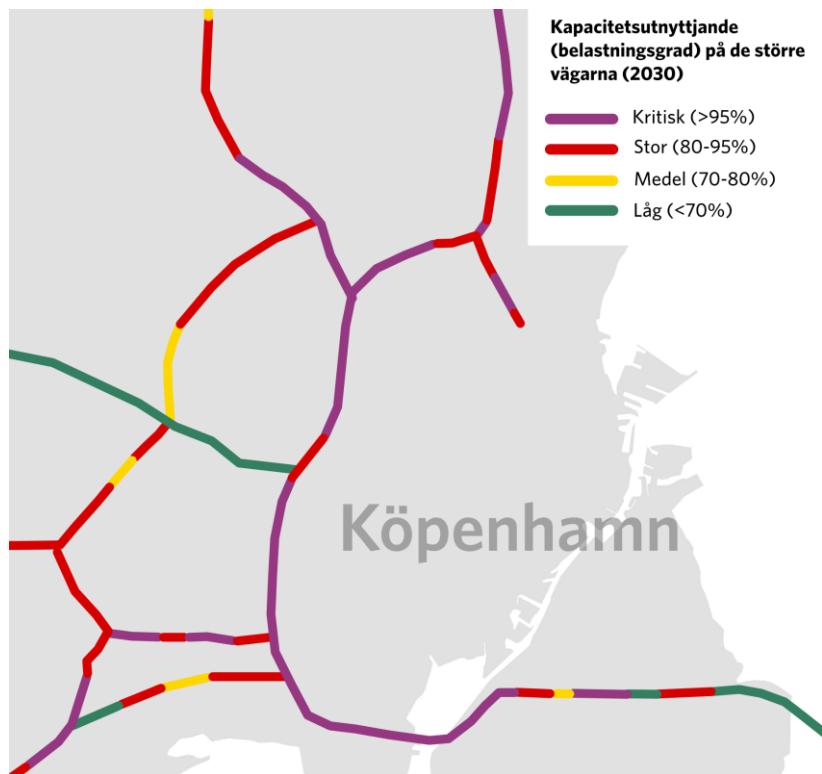 Kapacitetsutnyttjande
(belastningsgrad) på de större
vägarna (2030)
Kritisk (>95%)
Stor (80-95%)
Medel (70-80%)
Låg (<70%)
Köpenhamn